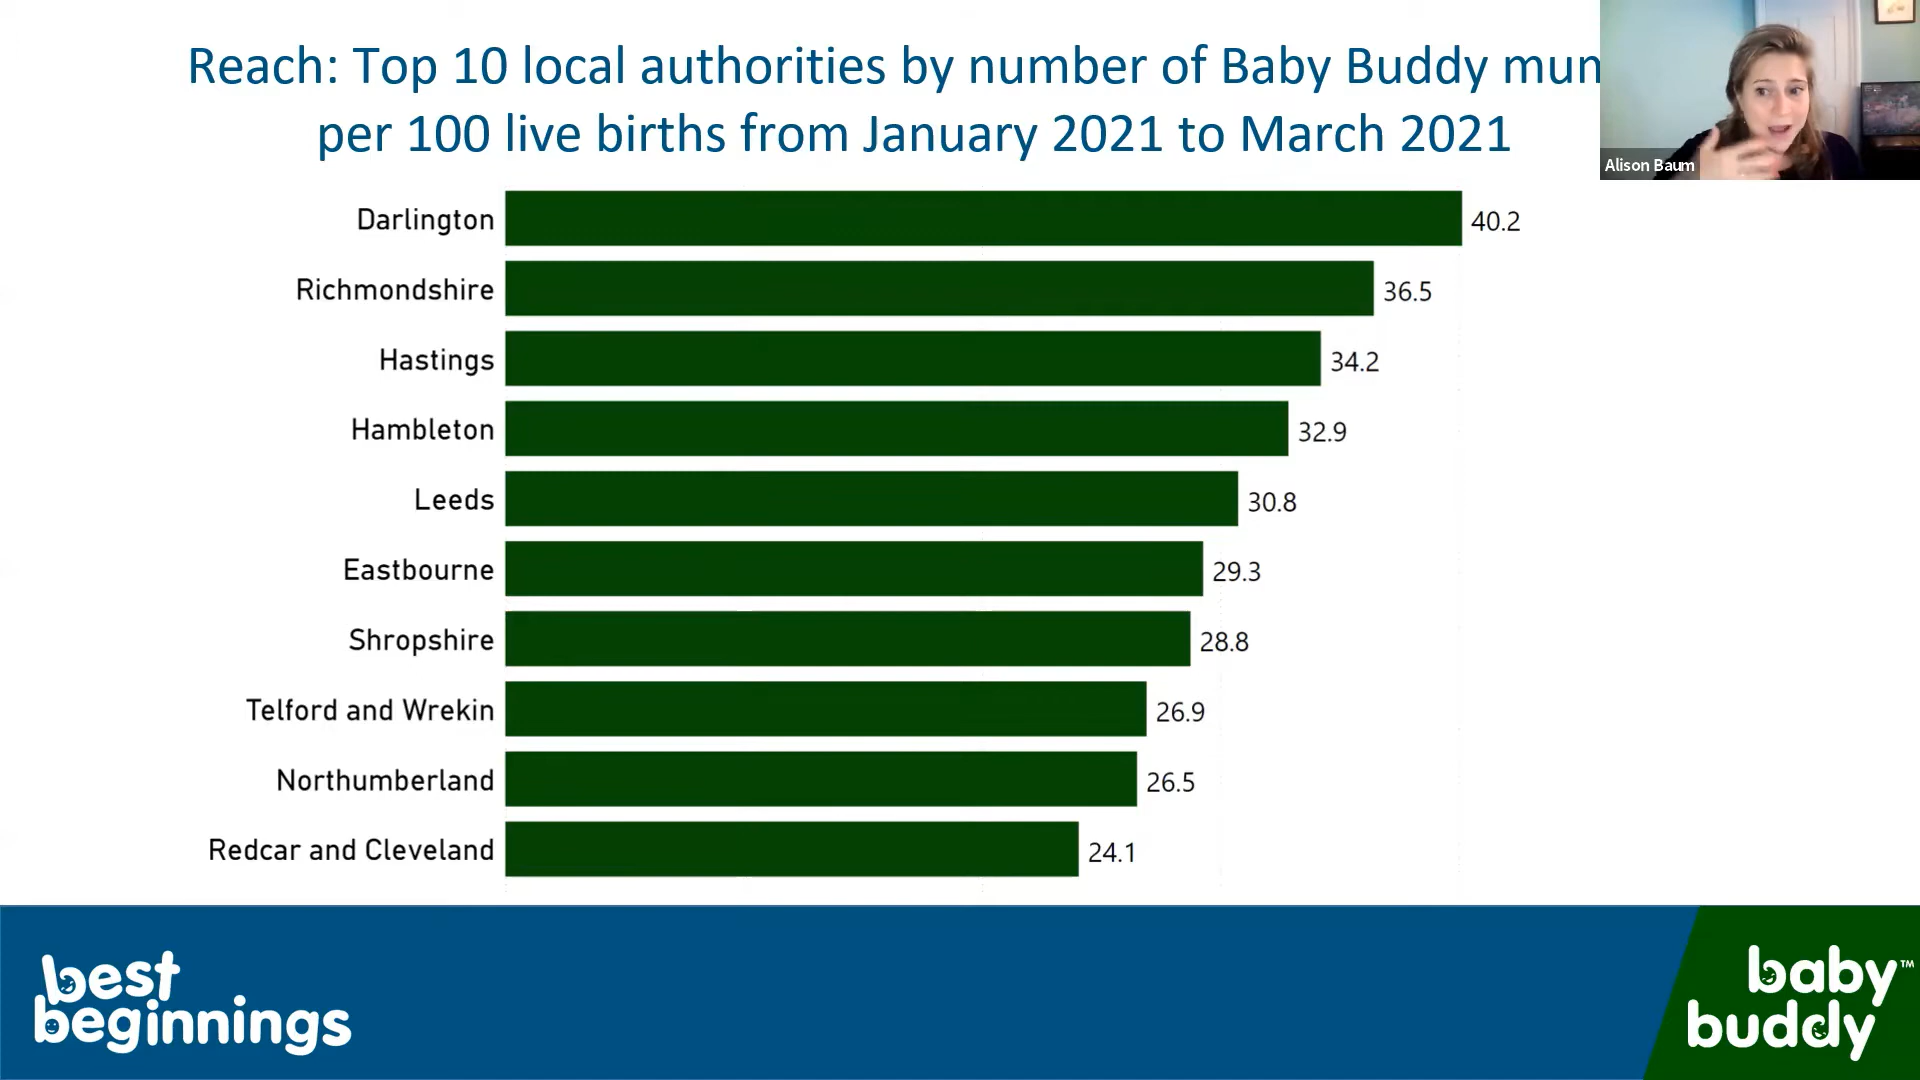 Reach: Top 10 local authorities by number of Baby Buddy mum
per 100 live births from January 2021 to March 2021
Alison Baum
Darlington 40.2
Richmondshire 36.5
Hastings 34.2
Hambleton 32.9
Leeds 30.8
Eastbourne 29.3
Shropshire 28.8
Telford and Wrekin 26.9
Northumberland 26.5
Redcar and Cleveland 24.1
best
beginnings
baby™
buddy